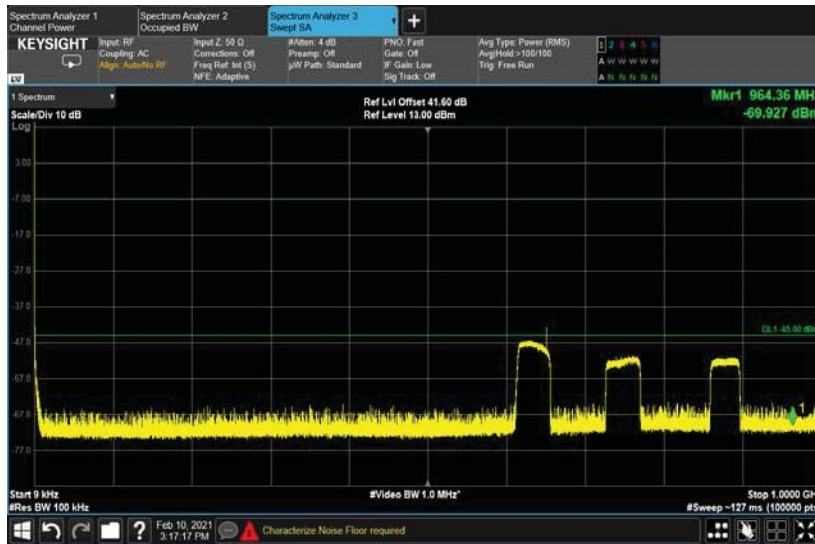 Spectrum Analyzer 1
Channel Power
Spectrum Analyzer 2
Occupied BW
Spectrum Analyzer 3
Swept SA
+
KEYSIGHT
Input: RF
Coupling: AC
Align: Auto/No RF
Input Z: 50 Ω
Corrections: Off
Freq Ref: Int (S)
NFE: Adaptive
#Atten: 4 dB
Preamp: Off
µW Path: Standard
PNO: Fast
Gate: Off
IF Gain: Low
Sig Track: Off
Avg Type: Power (RMS)
Avg|Hold:>100/100
Trig: Free Run
1 2 3 4 5 6
A W W W W W
A N N N N N
LV
1 Spectrum
Scale/Div 10 dB
Log
Ref Lvl Offset 41.60 dB
Ref Level 13.00 dBm
Mkr1 964.36 MH
-69.927 dBm
3.00
-7.00
-17.0
-27.0
-37.0
DL1 -45.00 dBm
-47.0
-57.0
-67.0
1
-77.0
Start 9 kHz
#Res BW 100 kHz
#Video BW 1.0 MHz*
Stop 1.0000 GH
#Sweep ~127 ms (100000 pts
?
Feb 10, 2021
3:17:17 PM
Characterize Noise Floor required